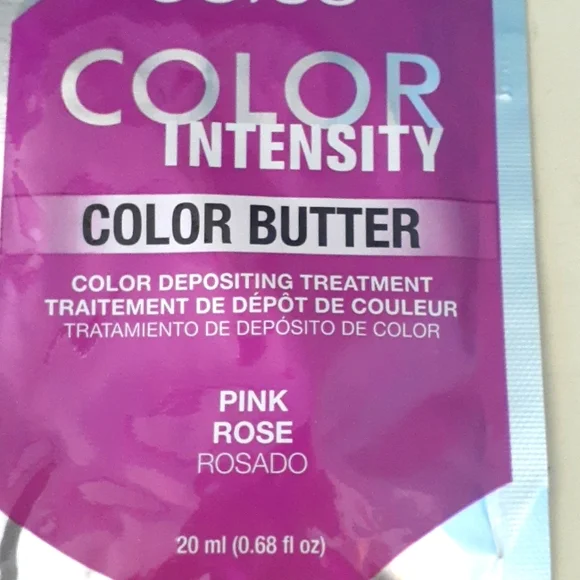 COLOR
INTENSITY
COLOR BUTTER
COLOR DEPOSITING TREATMENT
TRAITEMENT DE DÉPÔT DE COULEUR
TRATAMIENTO DE DEPÓSITO DE COLOR
PINK
ROSE
ROSADO
20 ml (0.68 fl oz)